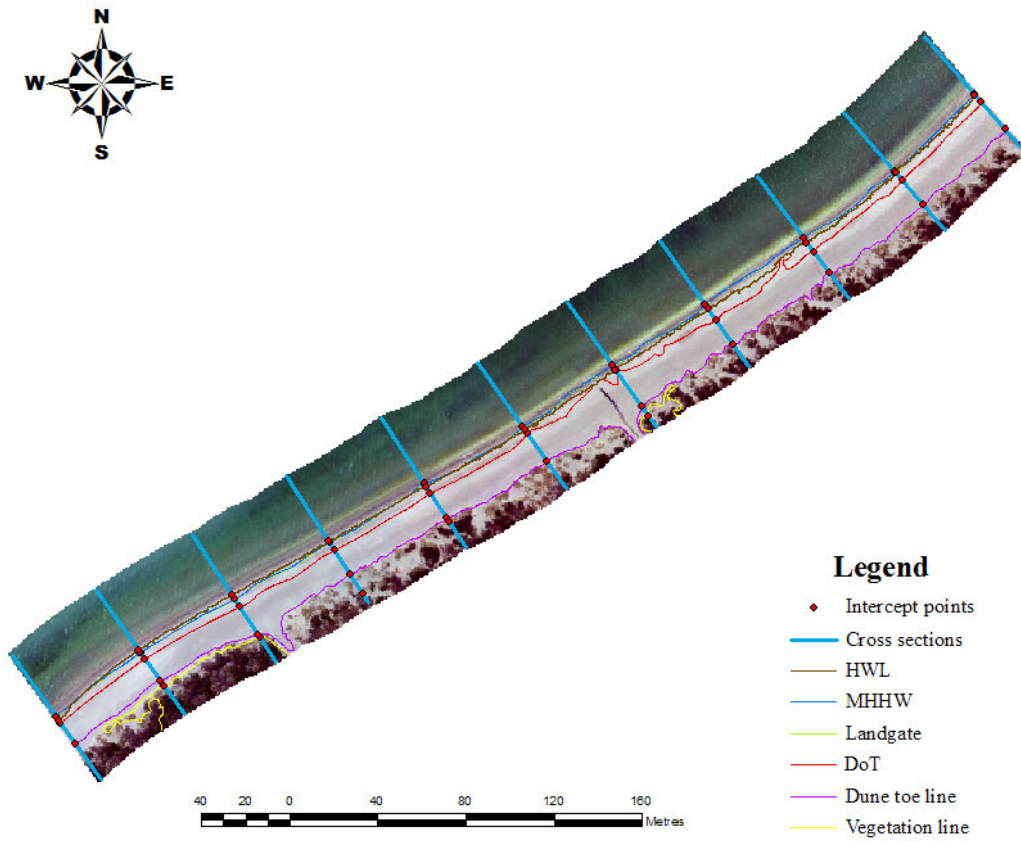 N
W E
S
Legend
Intercept points
Cross sections
HWL
MHHW
Landgate
DoT
Dune toe line
Vegetation line
40 20 0 40 80 120 160
Metres